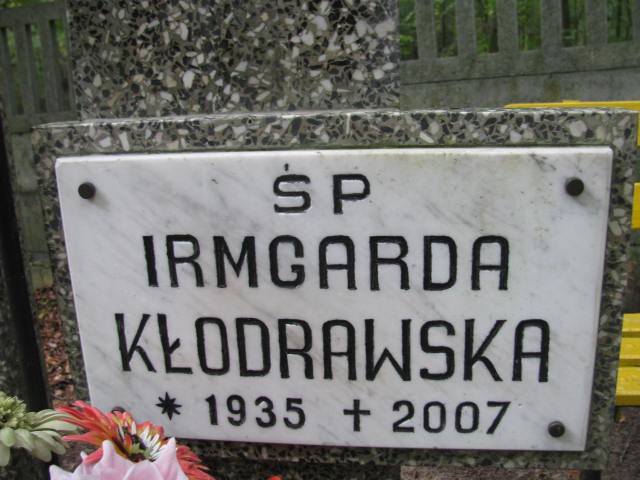 ŚP
IRMGARDA
KŁODRAWSKA
* 1935 + 2007